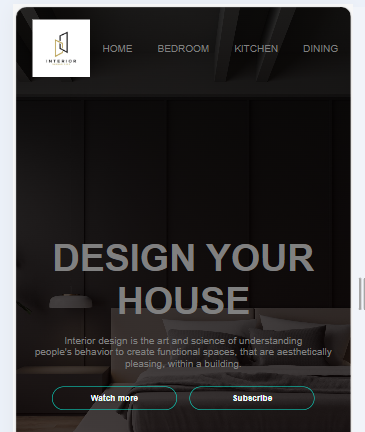 INTERIOR
HOME BEDROOM KITCHEN DINING
DESIGN YOUR
HOUSE
Interior design is the art and science of understanding
people's behavior to create functional spaces, that are aesthetically
pleasing, within a building.
Watch more Subecribe